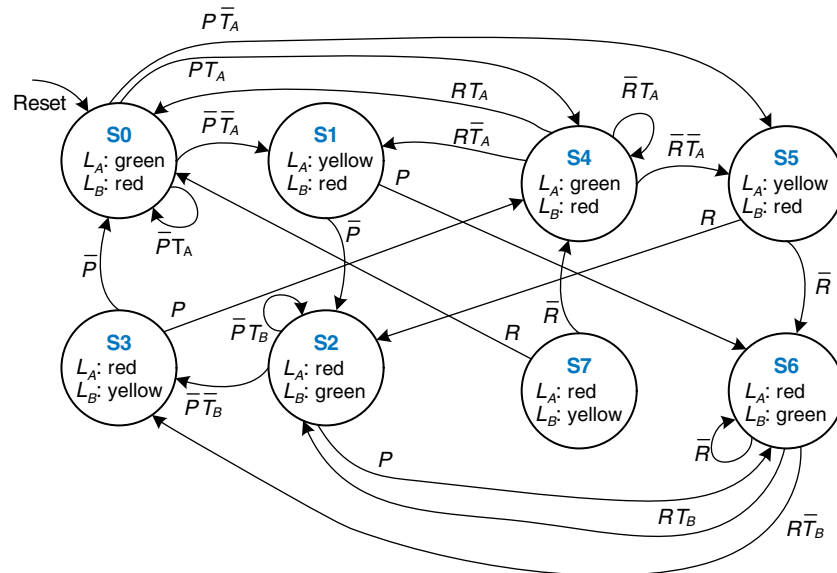 P T̅A
PTA
Reset
RTA
R̅TA
S0
LA: green
LB: red
P̅ T̅A
S1
LA: yellow
LB: red
RT̅A
S4
LA: green
LB: red
R̅T̅A
S5
LA: yellow
LB: red
P
R
P̅TA
P̅
P̅
R̅
P
R
R̅
S3
LA: red
LB: yellow
P̅ TB
S2
LA: red
LB: green
S7
LA: red
LB: yellow
S6
LA: red
LB: green
P̅ T̅B
R̅
P
RTB
RT̅B